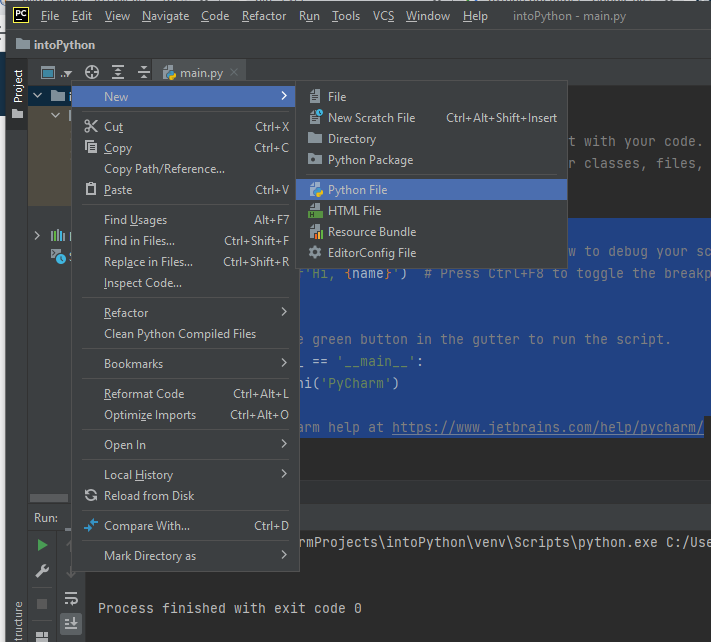 PC File Edit View Navigate Code Refactor Run Tools VCS Window Help intoPython - main.py
intoPython
Project
main.py
New
Cut Ctrl+X
Copy Ctrl+C
Copy Path/Reference...
Paste Ctrl+V
Find Usages Alt+F7
Find in Files... Ctrl+Shift+F
Replace in Files... Ctrl+Shift+R
Inspect Code...
Refactor
Clean Python Compiled Files
Bookmarks
Reformat Code Ctrl+Alt+L
Optimize Imports Ctrl+Alt+O
Open In
Local History
Reload from Disk
Compare With... Ctrl+D
Mark Directory as
File
New Scratch File Ctrl+Alt+Shift+Insert
Directory
Python Package
Python File
HTML File
Resource Bundle
EditorConfig File
t with your code.
r classes, files,
w to debug your sc
'Hi, {name}') # Press Ctrl+F8 to toggle the breakp
e green button in the gutter to run the script.
_ == '__main__':
hi('PyCharm')
arm help at https://www.jetbrains.com/help/pycharm/
Run:
rmProjects\intoPython\venv\Scripts\python.exe C:/Use
Process finished with exit code 0
tructure